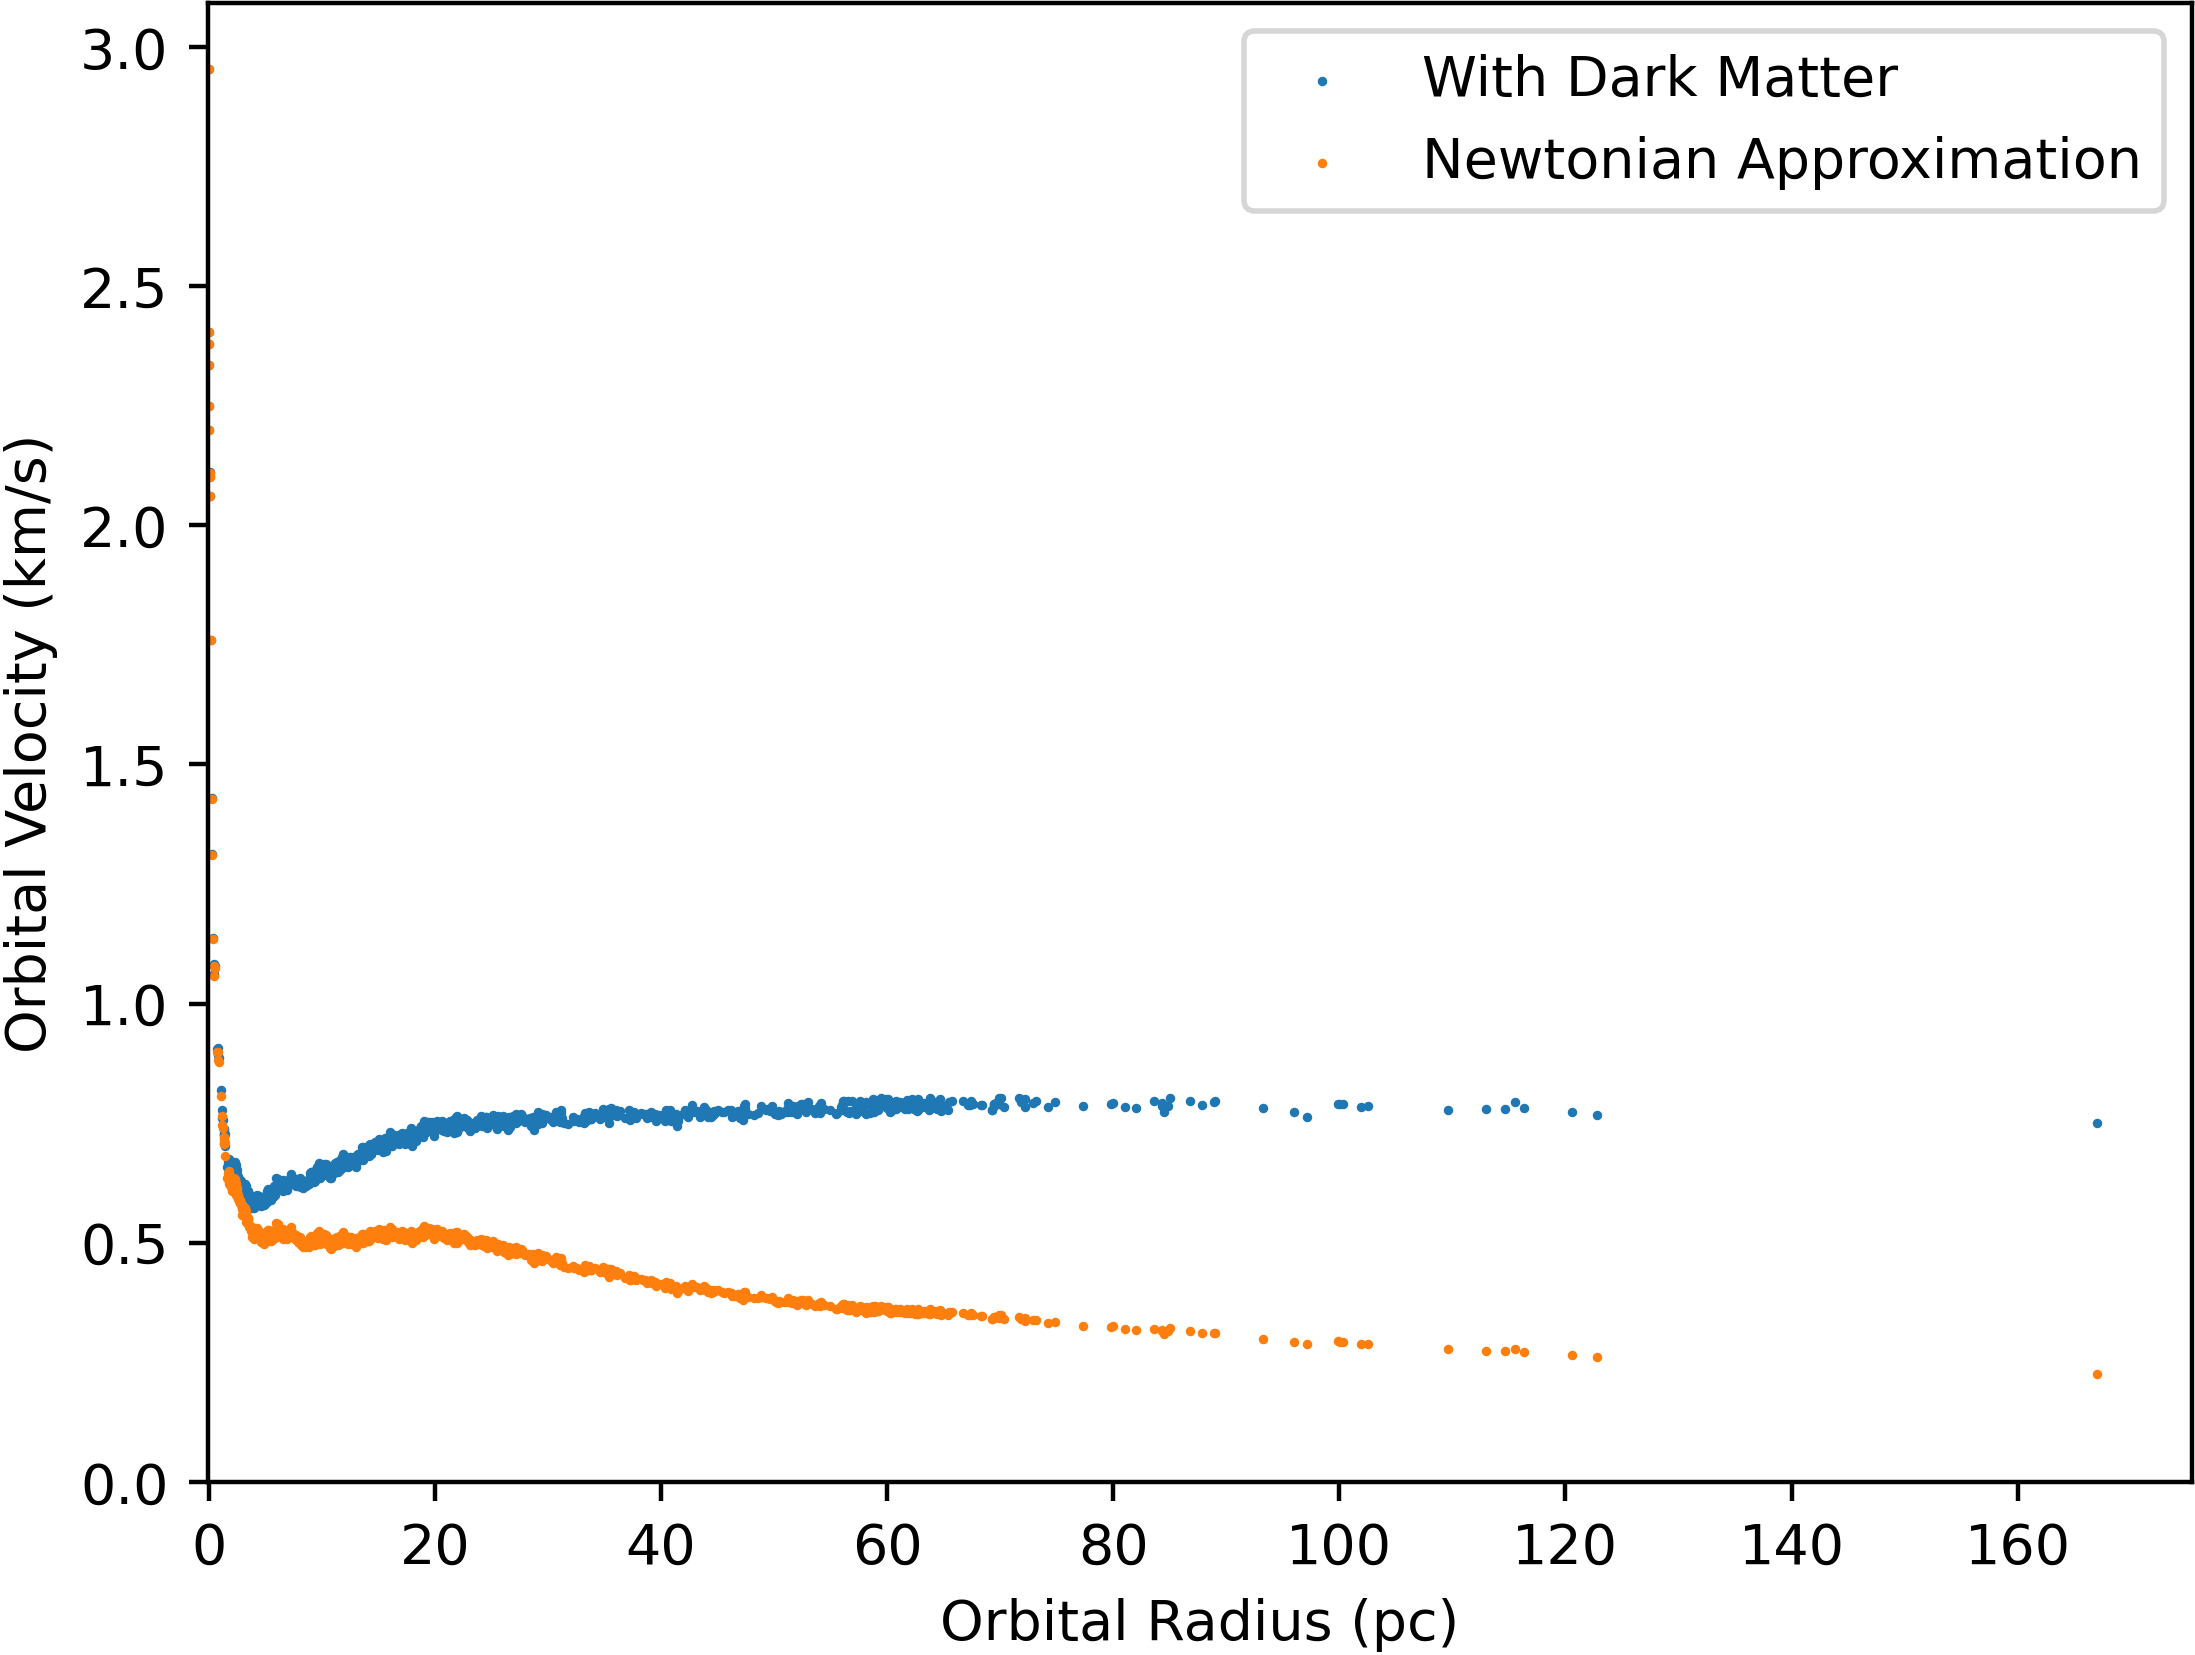 With Dark Matter
Newtonian Approximation
3.0
2.5
2.0
1.5
1.0
0.5
0.0
Orbital Velocity (km/s)
0 20 40 60 80 100 120 140 160
Orbital Radius (pc)